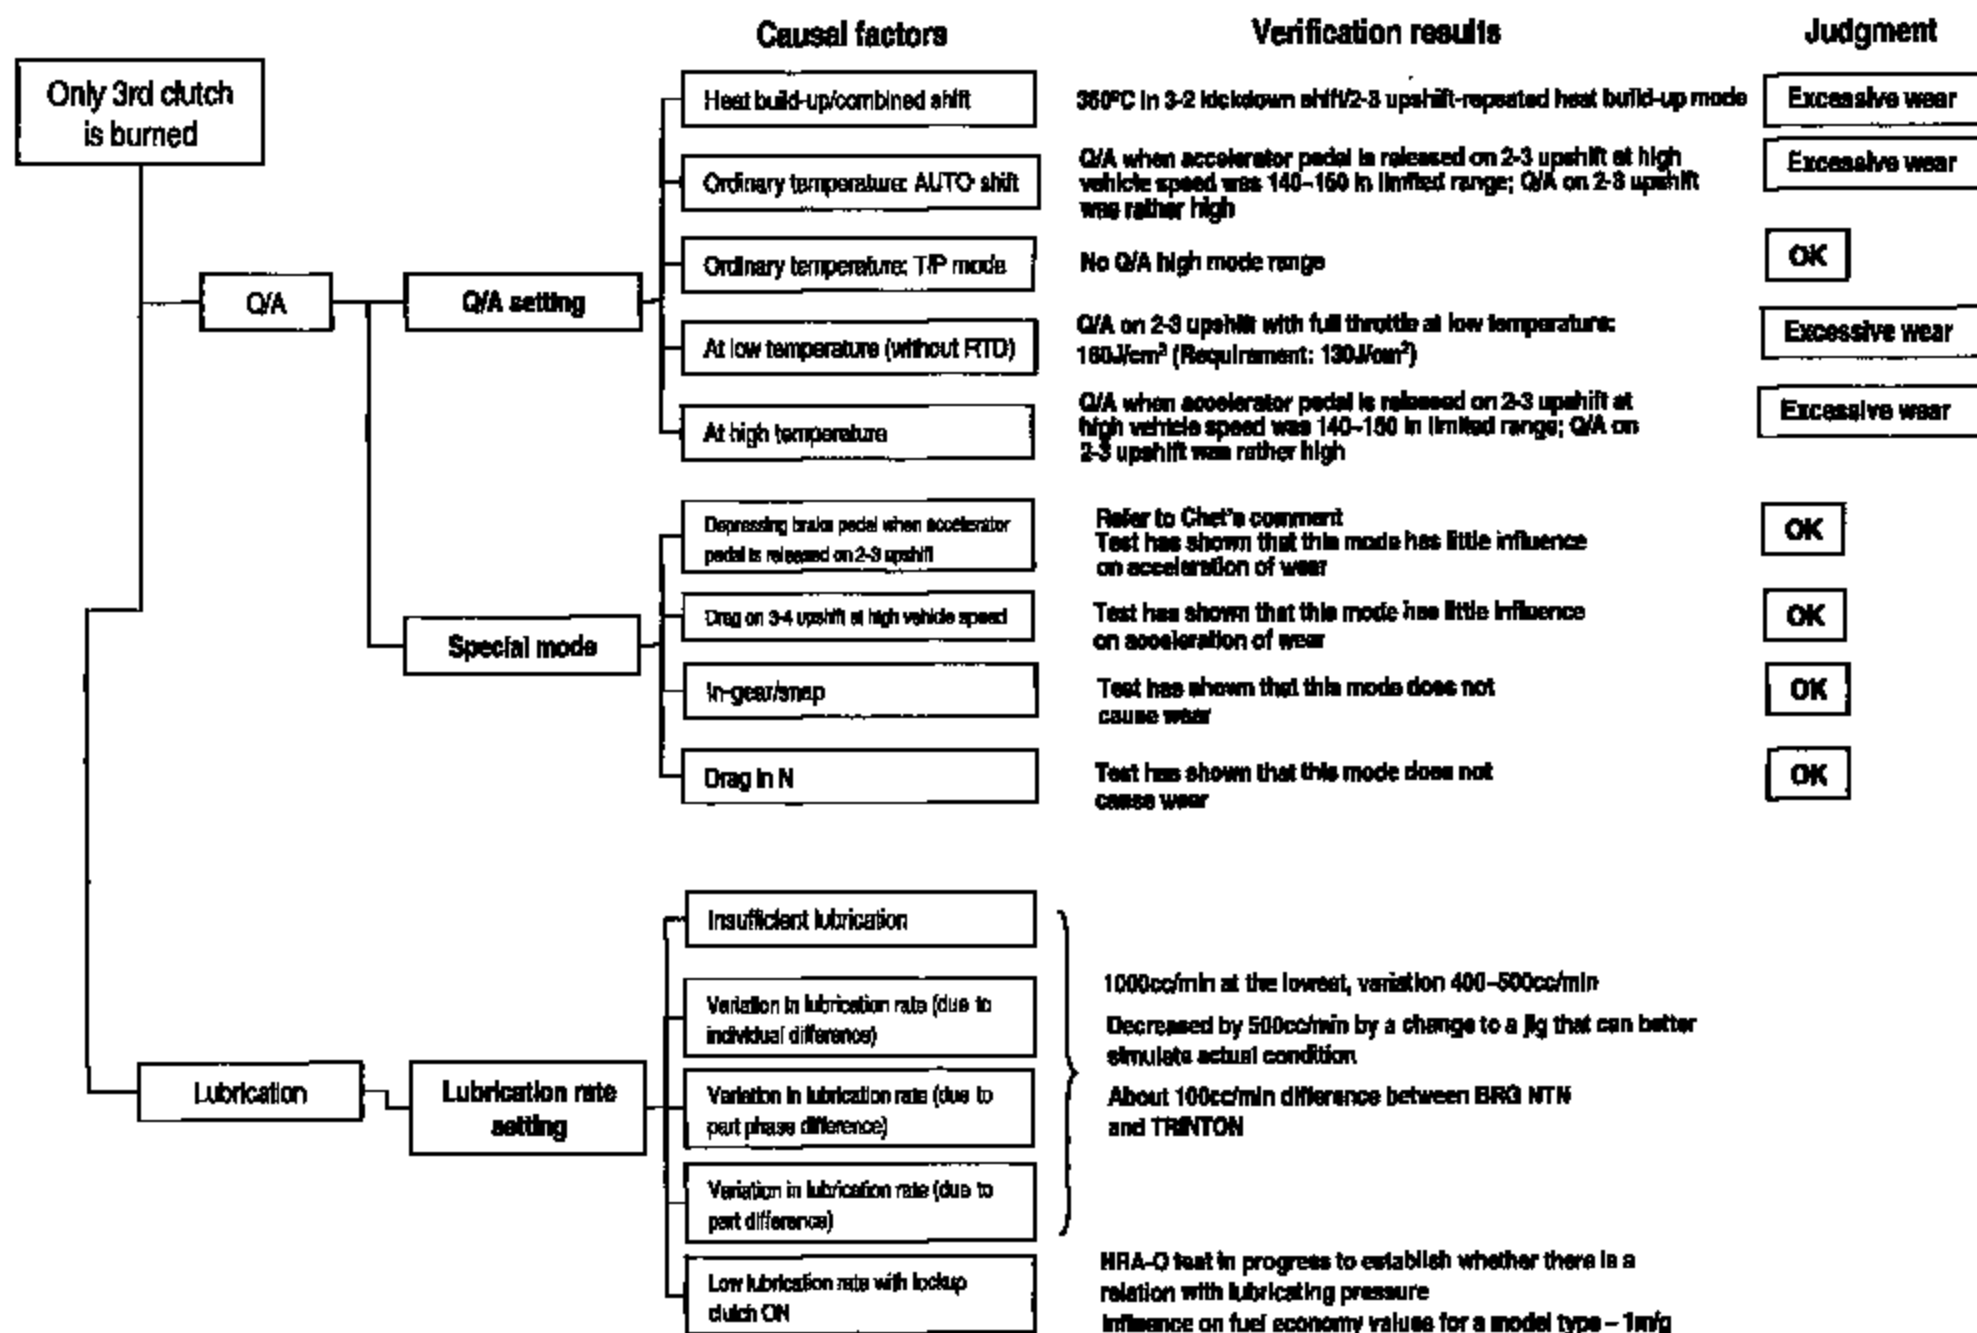 Causal factors
Verification results
Judgment
Only 3rd clutch
is burned
Heat build-up/combined shift
350ºC in 3-2 kickdown shift/2-3 upshift-repeated heat build-up mode
Excessive wear
Ordinary temperature: AUTO shift
Q/A when accelerator pedal is released on 2-3 upshift at high
vehicle speed was 140–150 in limited range; Q/A on 2-3 upshift
was rather high
Excessive wear
Ordinary temperature: T/P mode
No Q/A high mode range
OK
Q/A
Q/A setting
At low temperature (without RTD)
Q/A on 2-3 upshift with full throttle at low temperature:
160J/cm² (Requirement: 130J/cm²)
Excessive wear
At high temperature
Q/A when accelerator pedal is released on 2-3 upshift at
high vehicle speed was 140–150 in limited range; Q/A on
2-3 upshift was rather high
Excessive wear
Depressing brake pedal when accelerator
pedal is released on 2-3 upshift
Refer to Chet's comment
Test has shown that this mode has little influence
on acceleration of wear
OK
Drag on 3-4 upshift at high vehicle speed
Test has shown that this mode has little influence
on acceleration of wear
OK
Special mode
In-gear/snap
Test has shown that this mode does not
cause wear
OK
Drag in N
Test has shown that this mode does not
cause wear
OK
Insufficient lubrication
Variation in lubrication rate (due to
individual difference)
1000cc/min at the lowest, variation 400–500cc/min
Decreased by 500cc/min by a change to a jig that can better
simulate actual condition
Lubrication
Lubrication rate
setting
Variation in lubrication rate (due to
part phase difference)
About 100cc/min difference between BRG NTN
and TRINTON
Variation in lubrication rate (due to
part difference)
Low lubrication rate with lockup
clutch ON
test in progress to establish whether there is a
relation with lubricating pressure
Influence on fuel economy values for a model type – 1m/g